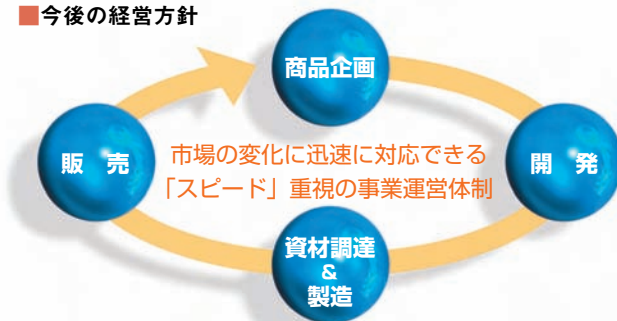 ■今後の経営方針
商品企画
販　売
市場の変化に迅速に対応できる
「スピード」重視の事業運営体制
開　発
資材調達
&
製造